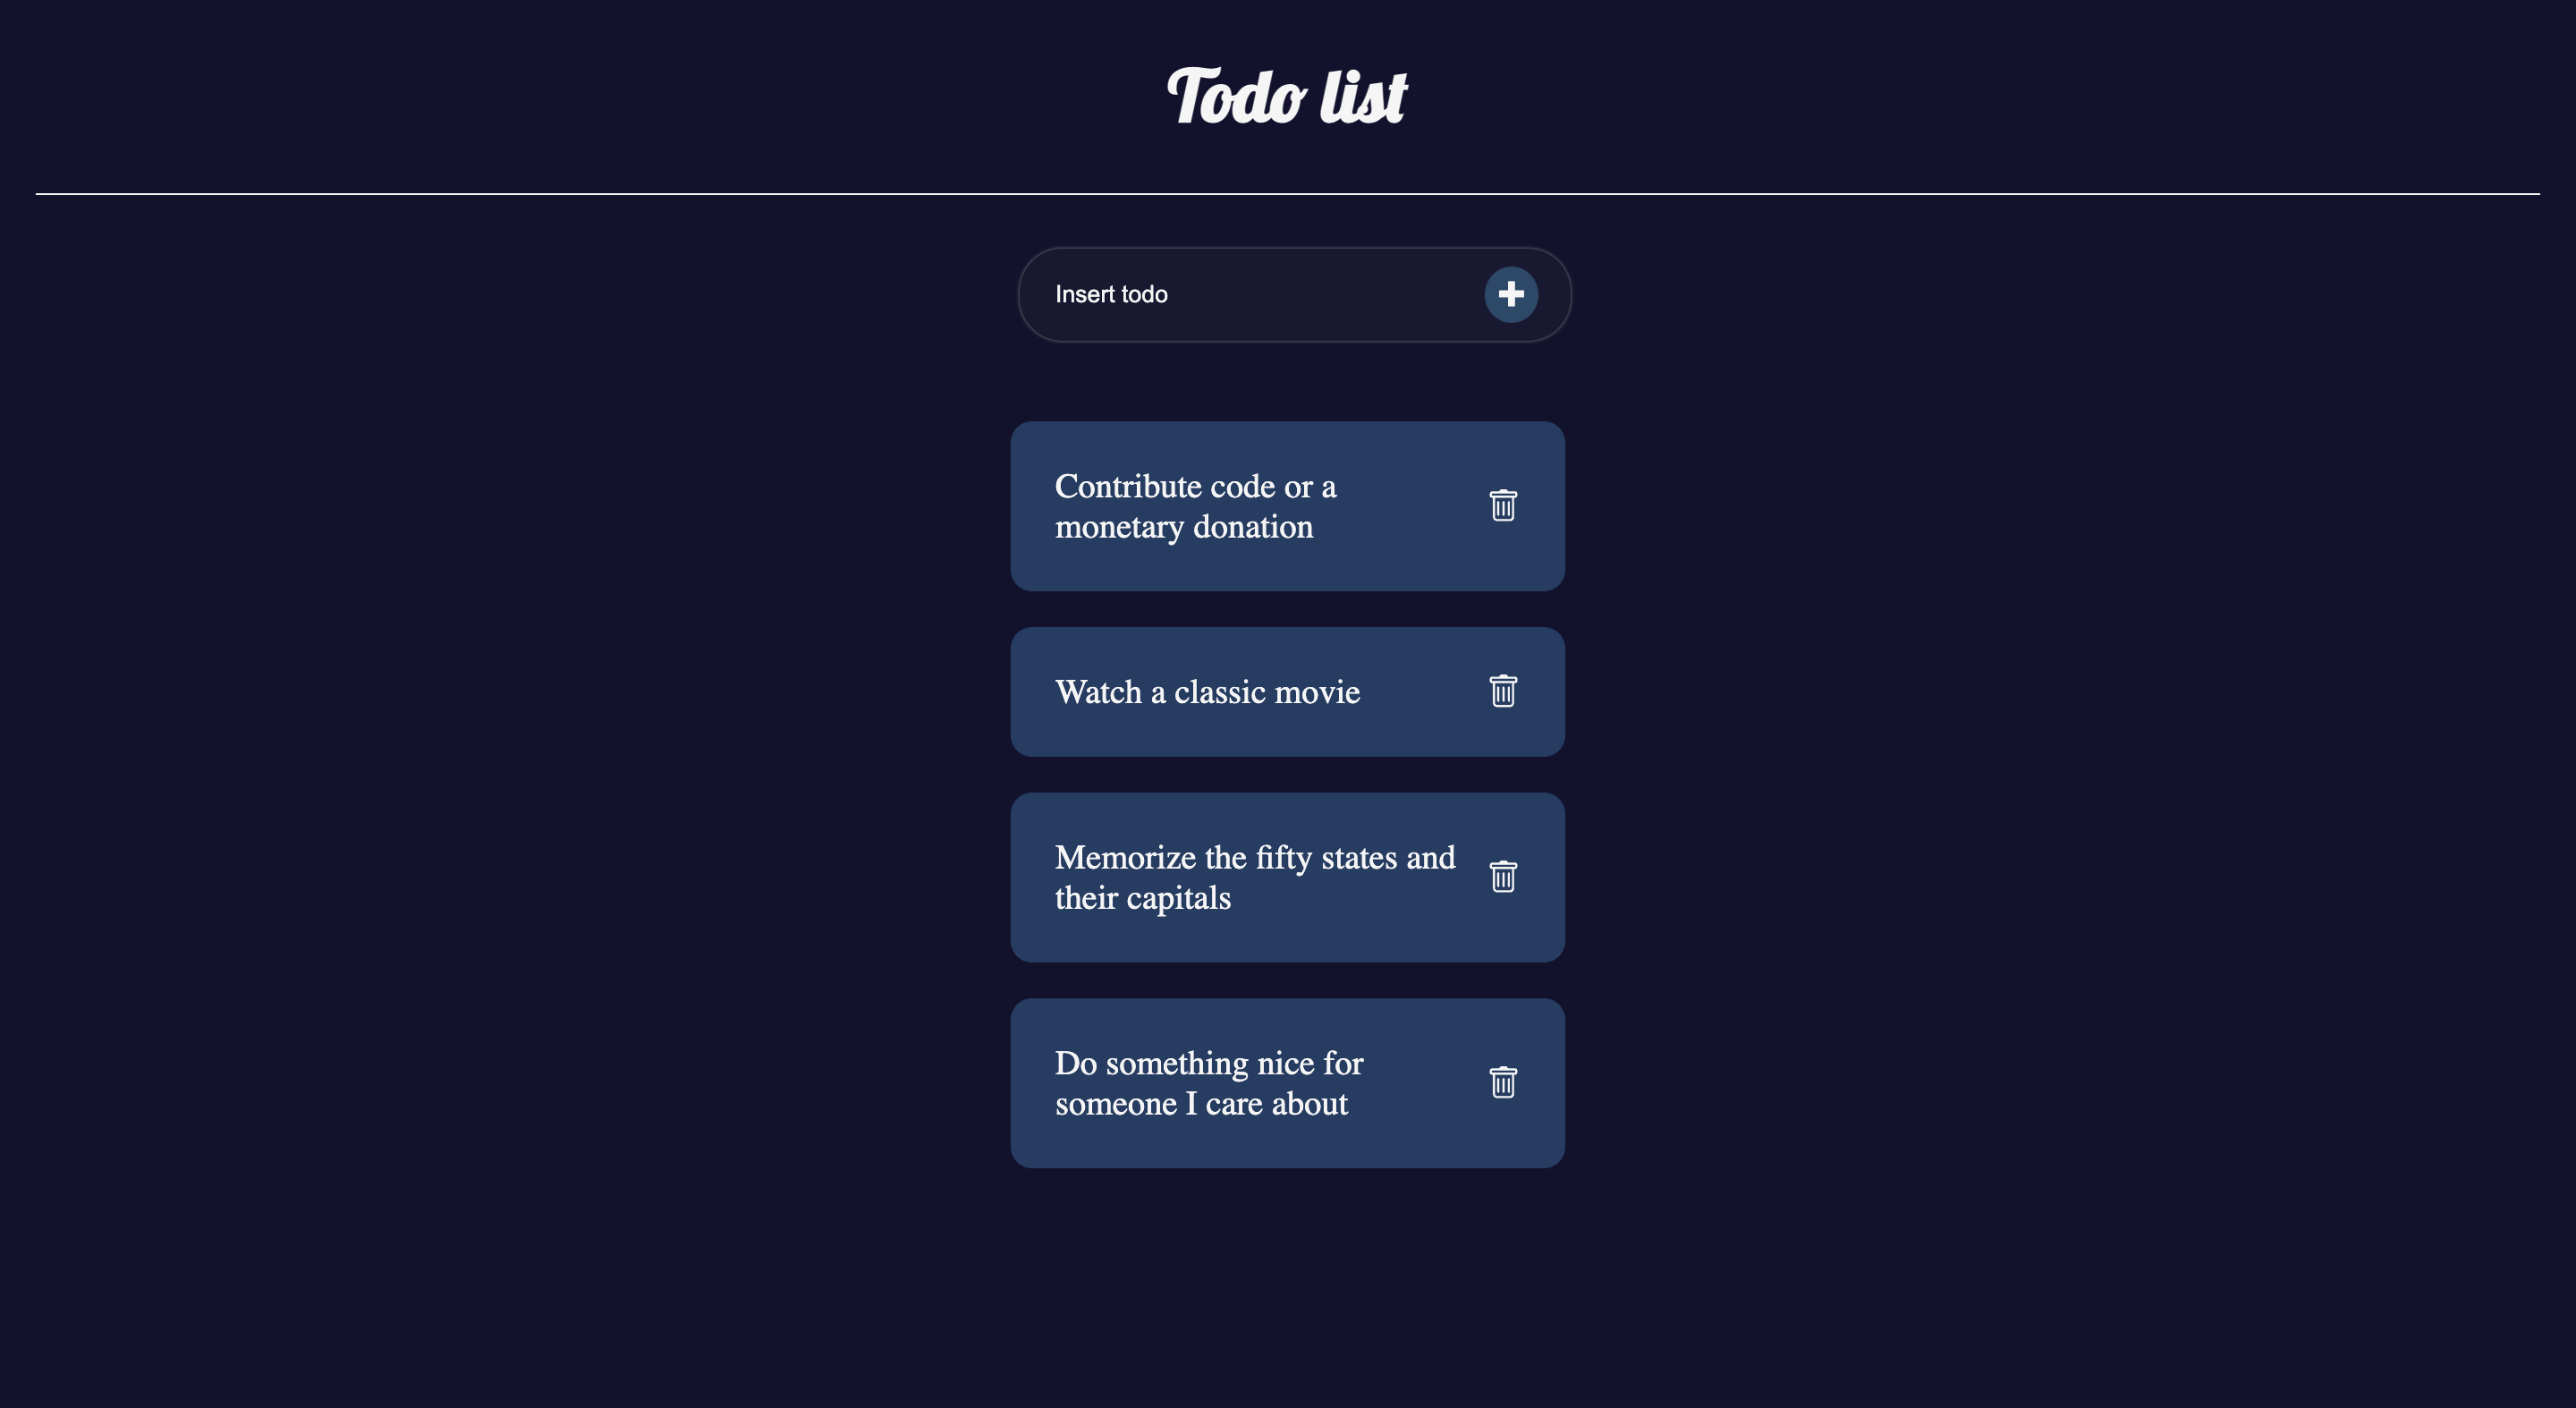 Todo list
Insert todo
Contribute code or a
monetary donation
Watch a classic movie
Memorize the fifty states and
their capitals
Do something nice for
someone I care about